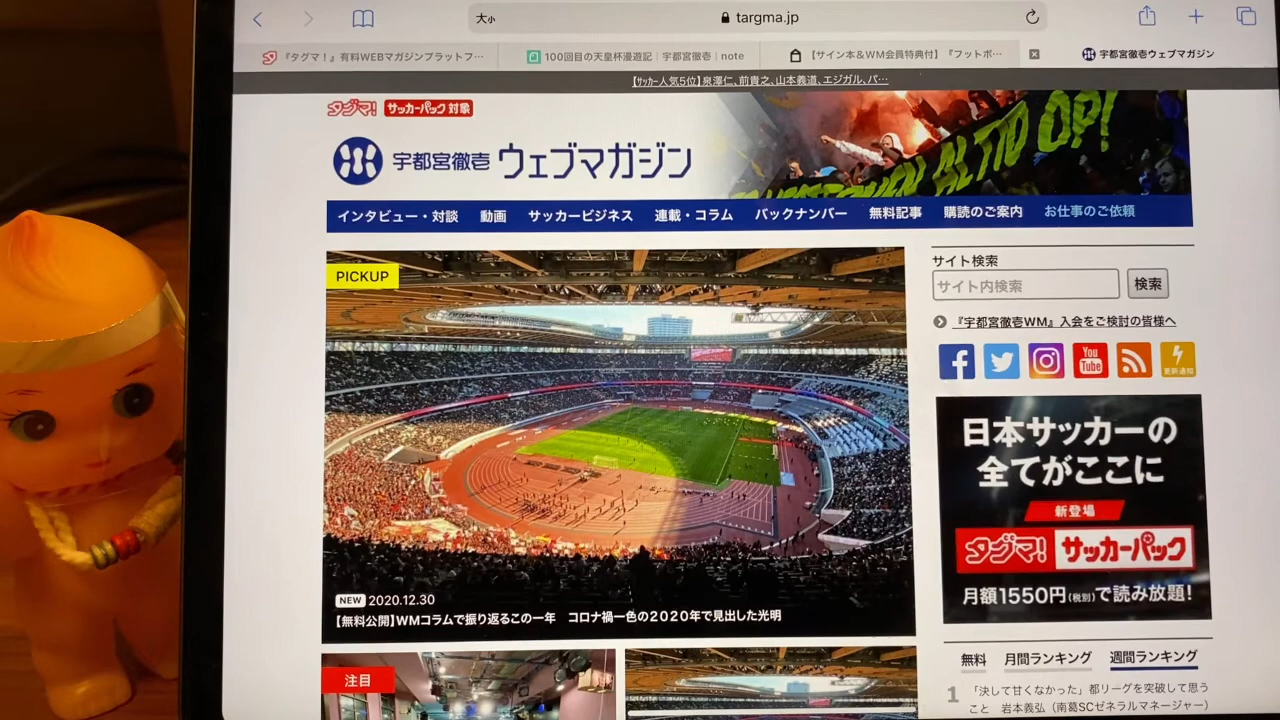 大小
targma.jp
『タグマ！』有料WEBマガジンプラットフ…
100回目の天皇杯漫遊記｜宇都宮徹壱｜note
【サイン本＆WM会員特典付】『フットボ…
宇都宮徹壱ウェブマガジン
【サッカー人気5位】泉澤仁、前貴之、山本義道、エジガル、パ…
タグマ! サッカーパック 対象
宇都宮徹壱 ウェブマガジン
AL TIJD OP!
インタビュー・対談 動画 サッカービジネス 連載・コラム バックナンバー 無料記事 購読のご案内 お仕事のご依頼
PICKUP
サイト検索
サイト内検索 検索
『宇都宮徹壱WM』入会をご検討の皆様へ
You Tube
更新通知
日本サッカーの
全てがここに
新登場
タグマ! サッカーパック
月額1550円(税別)で読み放題!
NEW 2020.12.30
【無料公開】WMコラムで振り返るこの一年 コロナ禍一色の2020年で見出した光明
注目
無料 月間ランキング 週間ランキング
1 「決して甘くなかった」都リーグを突破して思う
こと 岩本義弘（南葛SCゼネラルマネージャー）